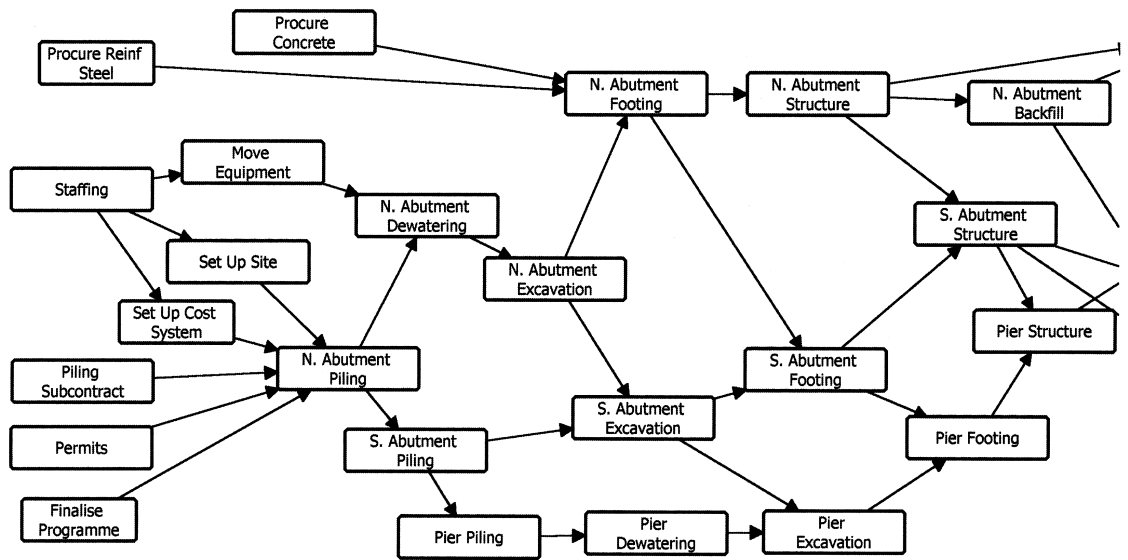 Procure
Concrete
Procure Reinf
Steel
N. Abutment
Footing
N. Abutment
Structure
N. Abutment
Backfill
Move
Equipment
Staffing
N. Abutment
Dewatering
S. Abutment
Structure
Set Up Site
N. Abutment
Excavation
Set Up Cost
System
Pier Structure
N. Abutment
Piling
S. Abutment
Footing
Piling
Subcontract
S. Abutment
Excavation
Permits
S. Abutment
Piling
Pier Footing
Finalise
Programme
Pier Piling
Pier
Dewatering
Pier
Excavation